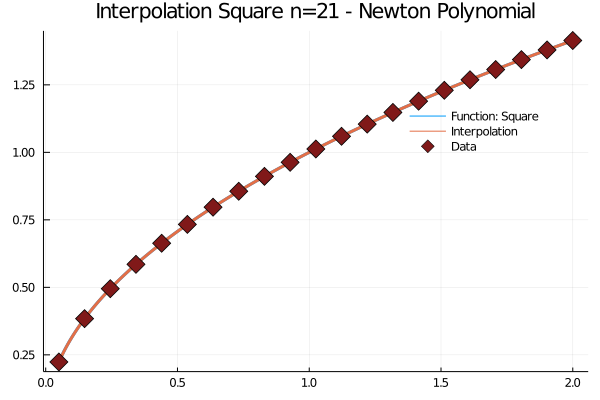 Interpolation Square n=21 - Newton Polynomial
1.25
Function: Square
Interpolation
1.00
Data
0.75
0.50
0.25
0.0 0.5 1.0 1.5 2.0